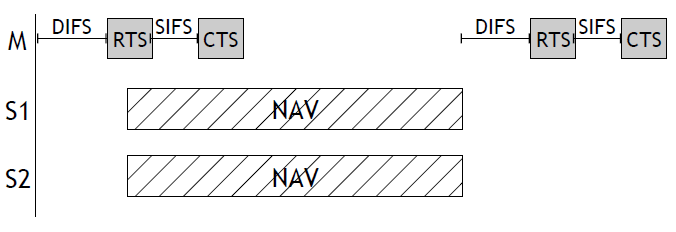 DIFS SIFS DIFS SIFS
M RTS CTS RTS CTS
S1 NAV
S2 NAV